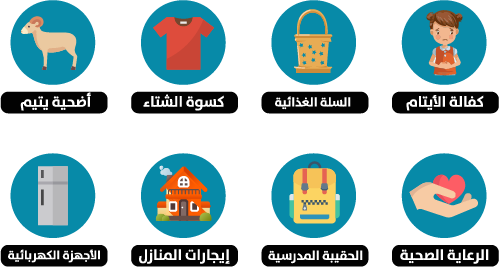 كفالة الأيتام
السلة الغذائية
كسوة الشتاء
أضحية يتيم
الرعاية الصحية
الحقيبة المدرسية
إيجارات المنازل
الأجهزة الكهربائية